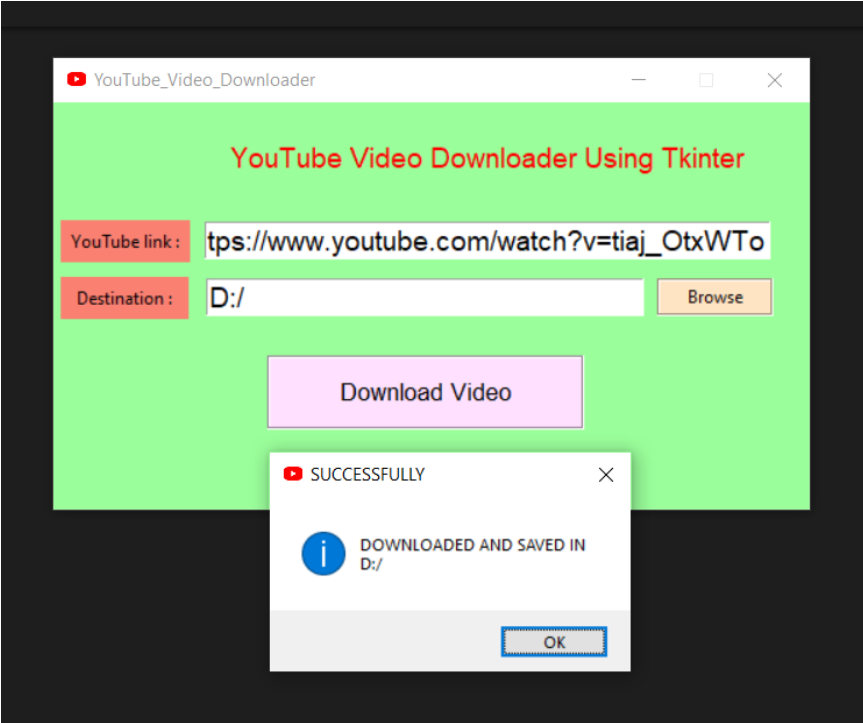 YouTube_Video_Downloader
YouTube Video Downloader Using Tkinter
YouTube link :
tps://www.youtube.com/watch?v=tiaj_OtxWTo
Destination :
D:/
Browse
Download Video
SUCCESSFULLY
DOWNLOADED AND SAVED IN
D:/
OK